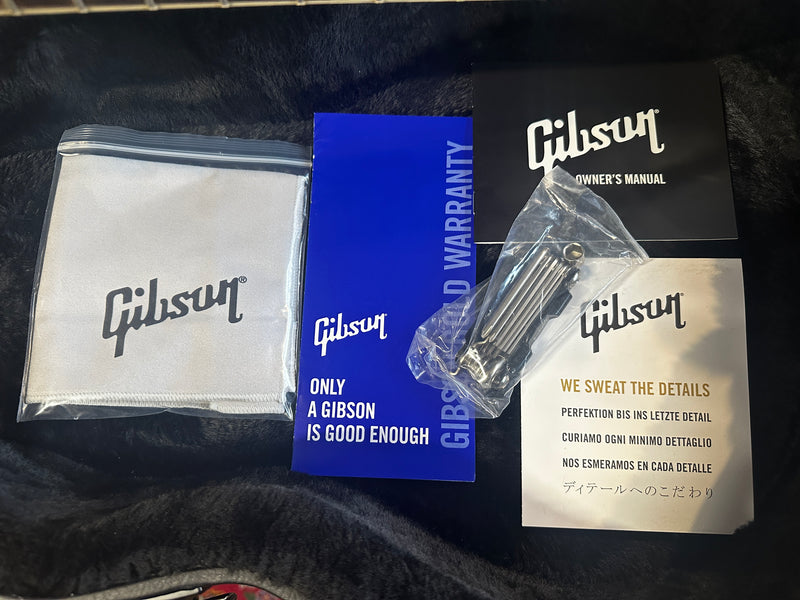 Gibson®
GIBSON GOLD WARRANTY
Gibson
ONLY
A GIBSON
IS GOOD ENOUGH
Gibson
OWNER'S MANUAL
Gibson
WE SWEAT THE DETAILS
PERFEKTION BIS INS LETZTE DETAIL
CURIAMO OGNI MINIMO DETTAGLIO
NOS ESMERAMOS EN CADA DETALLE
ディテールへのこだわり